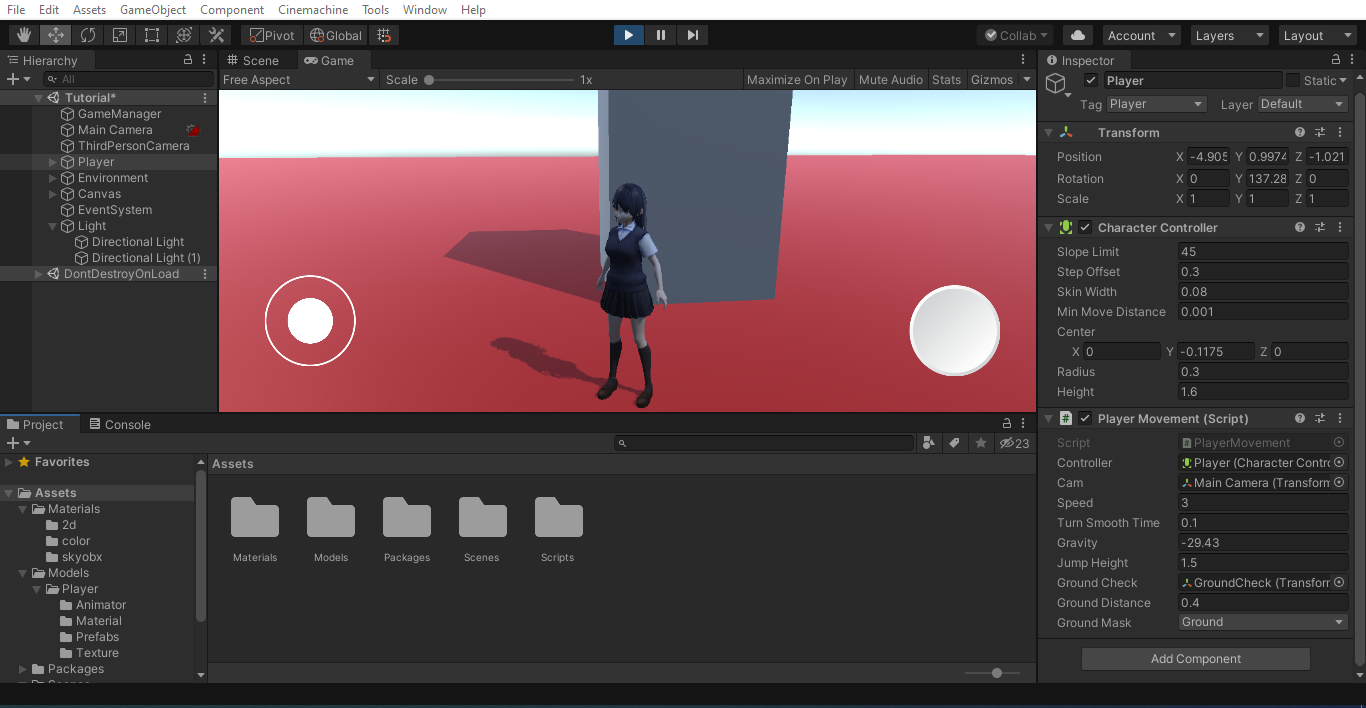 File Edit Assets GameObject Component Cinemachine Tools Window Help
Pivot Global Collab Account Layers Layout
Hierarchy
All
Tutorial*
GameManager
Main Camera
ThirdPersonCamera
Player
Environment
Canvas
EventSystem
Light
Directional Light
Directional Light (1)
DontDestroyOnLoad
Scene Game
Free Aspect Scale 1x Maximize On Play Mute Audio Stats Gizmos
Inspector
Player Static
Tag Player Layer Default
Transform
Position X -4.905 Y 0.9974 Z -1.021
Rotation X 0 Y 137.28 Z 0
Scale X 1 Y 1 Z 1
Character Controller
Slope Limit 45
Step Offset 0.3
Skin Width 0.08
Min Move Distance 0.001
Center
X 0 Y -0.1175 Z 0
Radius 0.3
Height 1.6
# Player Movement (Script)
Script PlayerMovement
Controller Player (Character Contro
Cam Main Camera (Transform
Speed 3
Turn Smooth Time 0.1
Gravity -29.43
Jump Height 1.5
Ground Check GroundCheck (Transform
Ground Distance 0.4
Ground Mask Ground
Add Component
Project Console
23
Favorites
Assets
Materials
2d
color
skyobx
Models
Player
Animator
Material
Prefabs
Texture
Packages
Assets
Materials Models Packages Scenes Scripts